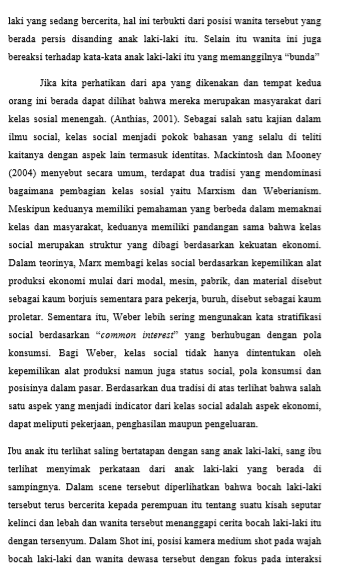 laki yang sedang bercerita, hal ini terbukti dari posisi wanita tersebut yang
berada persis disanding anak laki-laki itu. Selain itu wanita ini juga
bereaksi terhadap kata-kata anak laki-laki itu yang memanggilnya “bunda”
Jika kita perhatikan dari apa yang dikenakan dan tempat kedua
orang ini berada dapat dilihat bahwa mereka merupakan masyarakat dari
kelas sosial menengah. (Anthias, 2001). Sebagai salah satu kajian dalam
ilmu social, kelas social menjadi pokok bahasan yang selalu di teliti
kaitanya dengan aspek lain termasuk identitas. Mackintosh dan Mooney
(2004) menyebut secara umum, terdapat dua tradisi yang mendominasi
bagaimana pembagian kelas sosial yaitu Marxism dan Weberianism.
Meskipun keduanya memiliki pemahaman yang berbeda dalam memaknai
kelas dan masyarakat, keduanya memiliki pandangan sama bahwa kelas
social merupakan struktur yang dibagi berdasarkan kekuatan ekonomi.
Dalam teorinya, Marx membagi kelas social berdasarkan kepemilikan alat
produksi ekonomi mulai dari modal, mesin, pabrik, dan material disebut
sebagai kaum borjuis sementara para pekerja, buruh, disebut sebagai kaum
proletar. Sementara itu, Weber lebih sering mengunakan kata stratifikasi
social berdasarkan “common interest” yang berhubugan dengan pola
konsumsi. Bagi Weber, kelas social tidak hanya dintentukan oleh
kepemilikan alat produksi namun juga status social, pola konsumsi dan
posisinya dalam pasar. Berdasarkan dua tradisi di atas terlihat bahwa salah
satu aspek yang menjadi indicator dari kelas social adalah aspek ekonomi,
dapat meliputi pekerjaan, penghasilan maupun pengeluaran.
Ibu anak itu terlihat saling bertatapan dengan sang anak laki-laki, sang ibu
terlihat menyimak perkataan dari anak laki-laki yang berada di
sampingnya. Dalam scene tersebut diperlihatkan bahwa bocah laki-laki
tersebut terus bercerita kepada perempuan itu tentang suatu kisah seputar
kelinci dan lebah dan wanita tersebut menanggapi cerita bocah laki-laki itu
dengan tersenyum. Dalam Shot ini, posisi kamera medium shot pada wajah
bocah laki-laki dan wanita dewasa tersebut dengan fokus pada interaksi